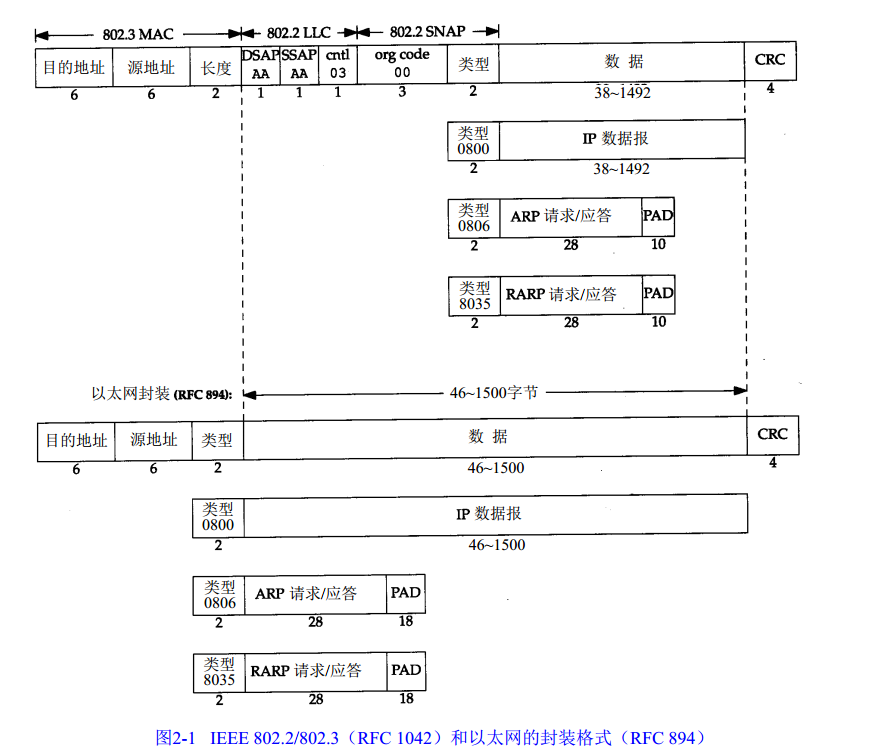 802.3 MAC 802.2 LLC 802.2 SNAP
目的地址 源地址 长度 DSAP AA SSAP AA cntl 03 org code 00 类型 数 据 CRC
6 6 2 1 1 1 3 2 38~1492 4
类型 0800 IP 数据报
2 38~1492
类型 0806 ARP 请求/应答 PAD
2 28 10
类型 8035 RARP 请求/应答 PAD
2 28 10
以太网封装 (RFC 894): 46~1500字节
目的地址 源地址 类型 数 据 CRC
6 6 2 46~1500 4
类型 0800 IP 数据报
2 46~1500
类型 0806 ARP 请求/应答 PAD
2 28 18
类型 8035 RARP 请求/应答 PAD
2 28 18
图2-1 IEEE 802.2/802.3（RFC 1042）和以太网的封装格式（RFC 894）